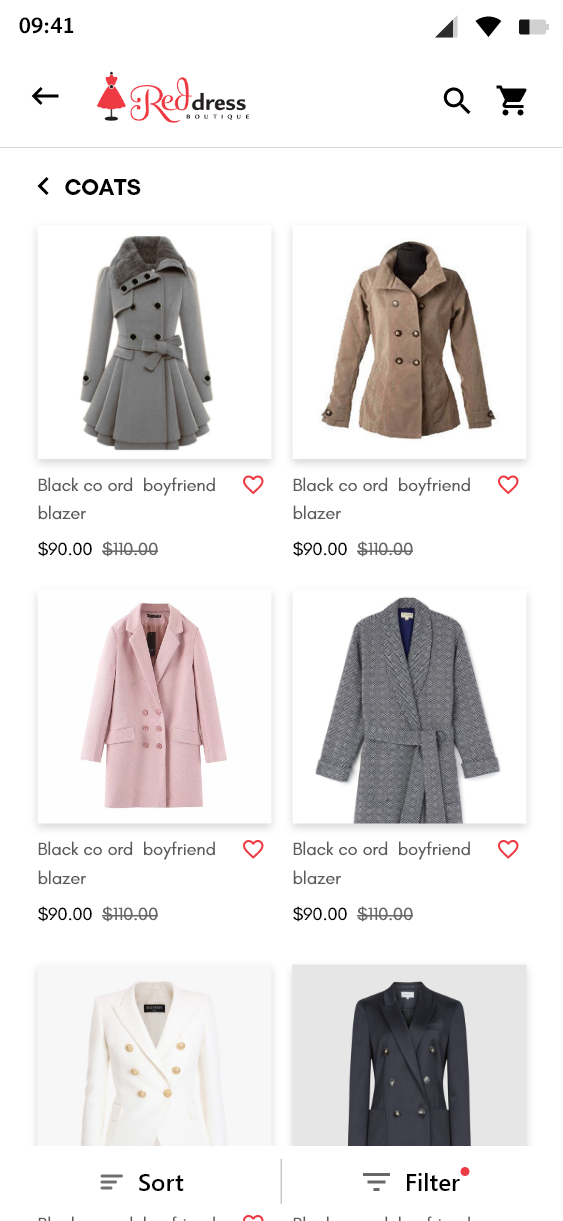 09:41
Reddress
BOUTIQUE
COATS
Black co ord boyfriend
blazer
$90.00 $110.00
Black co ord boyfriend
blazer
$90.00 $110.00
Black co ord boyfriend
blazer
$90.00 $110.00
Black co ord boyfriend
blazer
$90.00 $110.00
Sort
Filter